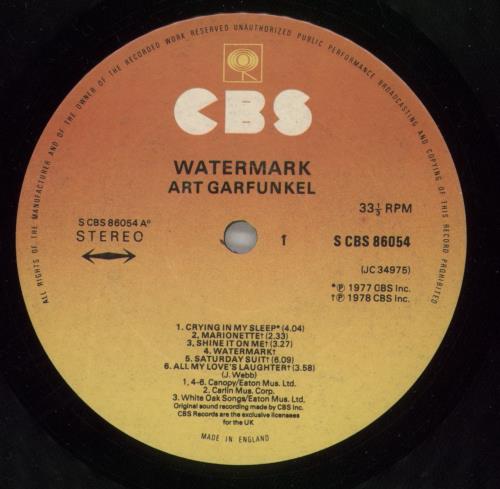 ALL RIGHTS OF THE MANUFACTURER AND OF THE OWNER OF THE RECORDED WORK RESERVED UNAUTHORIZED PUBLIC PERFORMANCE BROADCASTING AND COPYING OF THIS RECORD PROHIBITED
CBS
WATERMARK
ART GARFUNKEL
33⅓ RPM
S CBS 86054 Aº
STEREO
1
S CBS 86054
(JC 34975)
*℗ 1977 CBS Inc.
†℗ 1978 CBS Inc.
1. CRYING IN MY SLEEP* (4.04)
2, MARIONETTE† (2.33)
3. SHINE IT ON ME† (3.27)
4. WATERMARK†
5. SATURDAY SUIT† (6.09)
6. ALL MY LOVE'S LAUGHTER† (3.58)
(J. Webb)
1, 4-6. Canopy/Eaton Mus. Ltd.
2. Carlin Mus. Corp.
3. White Oak Songs/Eaton Mus. Ltd.
Original sound recording made by CBS Inc.
CBS Records are the exclusive licensees
for the UK
MADE IN ENGLAND